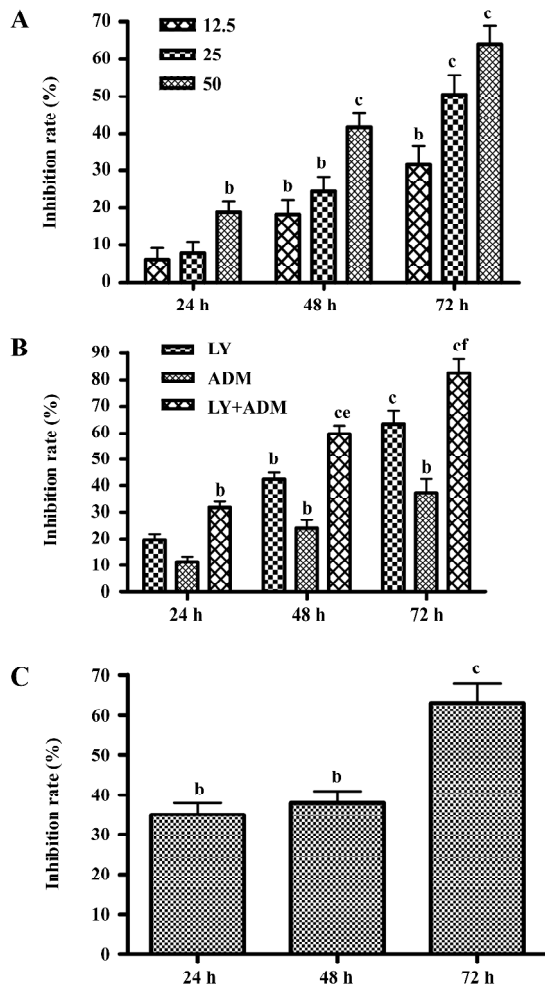 A
Inhibition rate (%)
70
60
50
40
30
20
10
0
12.5
25
50
b
b
b
c
b
c
c
24 h
48 h
72 h
B
Inhibition rate (%)
90
80
70
60
50
40
30
20
10
0
LY
ADM
LY+ADM
b
b
b
ce
c
b
cf
24 h
48 h
72 h
C
Inhibition rate (%)
70
60
50
40
30
20
10
0
b
b
c
24 h
48 h
72 h